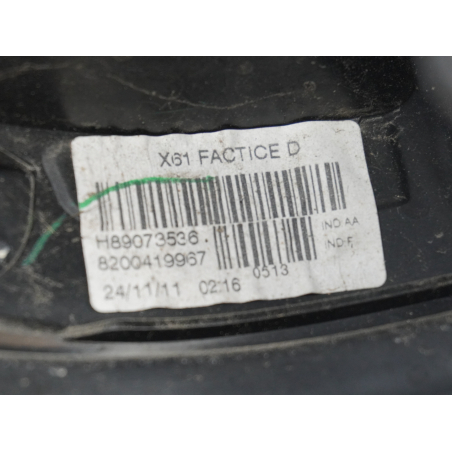 X61 FACTICE D
H89073536.
IND AA
8200419967
IND-F
0513
24/11/11 02:16